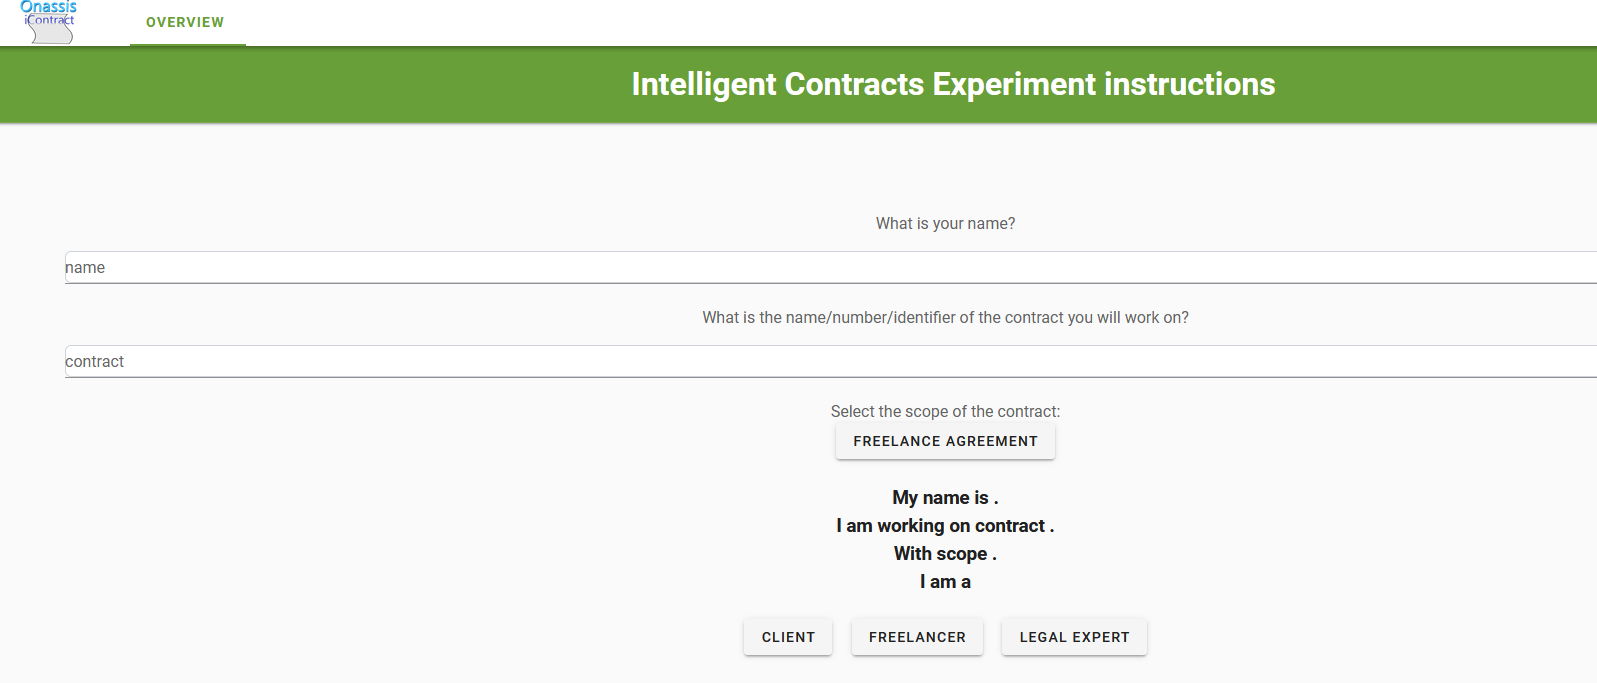 Onassis
iContract
OVERVIEW
Intelligent Contracts Experiment instructions
What is your name?
name
What is the name/number/identifier of the contract you will work on?
contract
Select the scope of the contract:
FREELANCE AGREEMENT
My name is .
I am working on contract .
With scope .
I am a
CLIENT
FREELANCER
LEGAL EXPERT